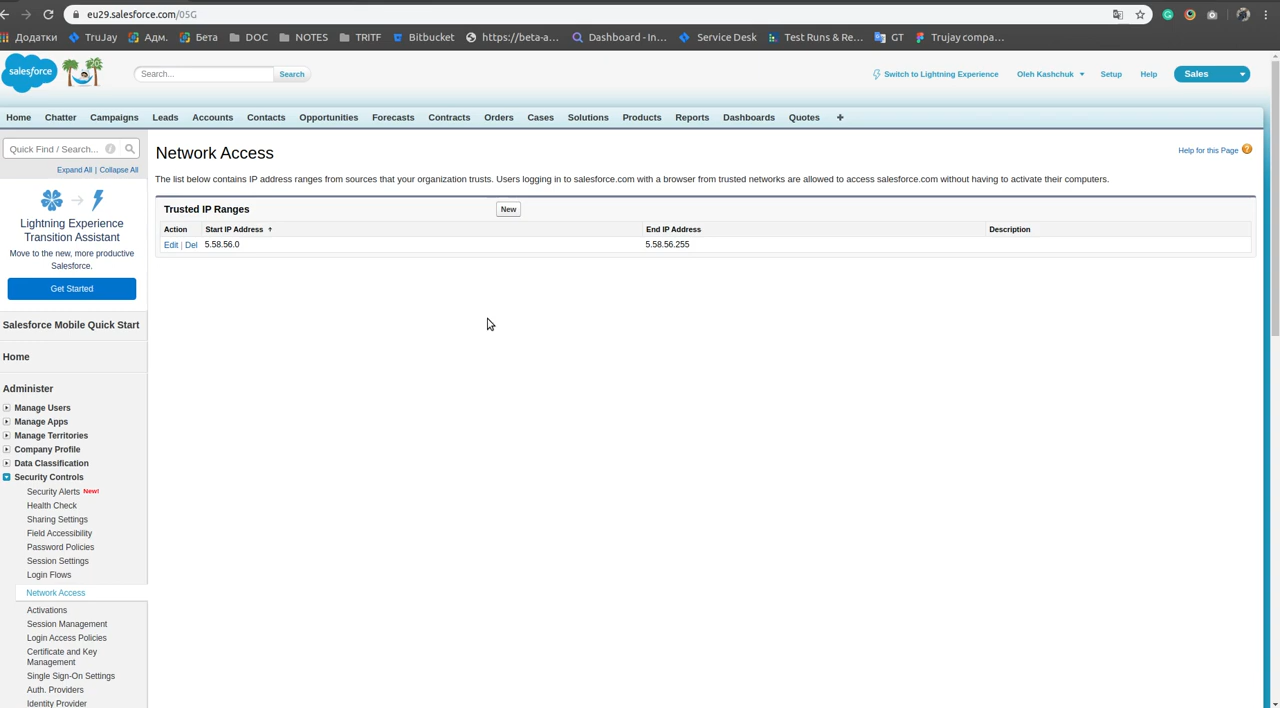 eu29.salesforce.com/05G
Додатки TruJay Адм. Бета DOC NOTES TRITF Bitbucket https://beta-a... Dashboard - In... Service Desk Test Runs & Re... GT Trujay compa...
salesforce
Search... Search
Switch to Lightning Experience Oleh Kashchuk Setup Help Sales
Home Chatter Campaigns Leads Accounts Contacts Opportunities Forecasts Contracts Orders Cases Solutions Products Reports Dashboards Quotes +
Quick Find / Search... i
Expand All | Collapse All
Lightning Experience
Transition Assistant
Move to the new, more productive
Salesforce.
Get Started
Salesforce Mobile Quick Start
Home
Administer
Manage Users
Manage Apps
Manage Territories
Company Profile
Data Classification
Security Controls
Security Alerts New!
Health Check
Sharing Settings
Field Accessibility
Password Policies
Session Settings
Login Flows
Network Access
Activations
Session Management
Login Access Policies
Certificate and Key
Management
Single Sign-On Settings
Auth. Providers
Identity Provider
Network Access
Help for this Page ?
The list below contains IP address ranges from sources that your organization trusts. Users logging in to salesforce.com with a browser from trusted networks are allowed to access salesforce.com without having to activate their computers.
Trusted IP Ranges New
Action Start IP Address End IP Address Description
Edit | Del 5.58.56.0 5.58.56.255